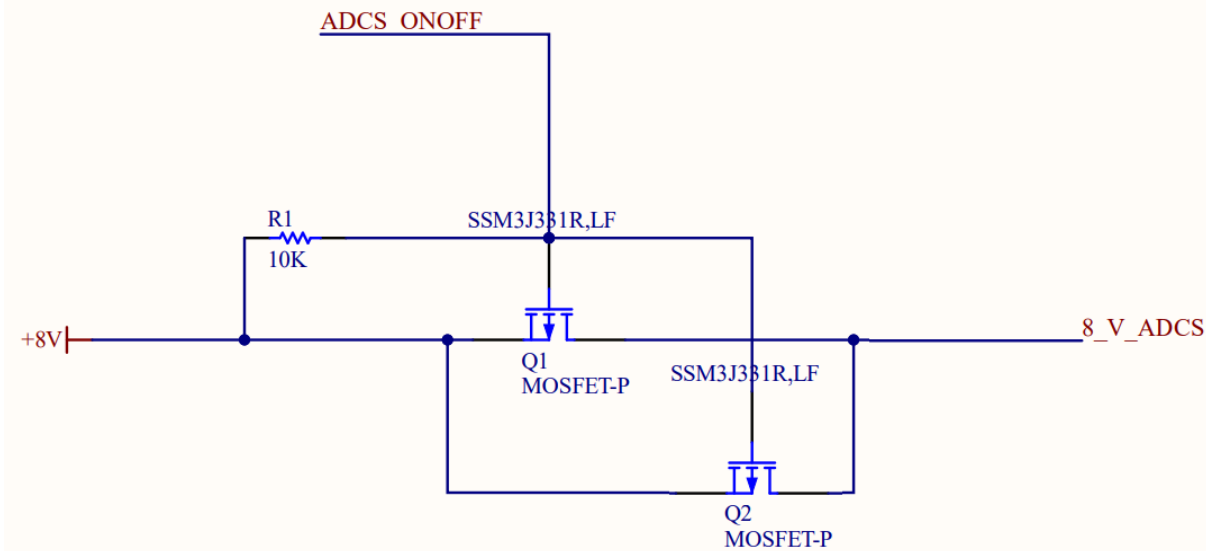 ADCS_ONOFF
R1
10K
SSM3J331R,LF
+8V
Q1
MOSFET-P
8_V_ADCS
SSM3J331R,LF
Q2
MOSFET-P